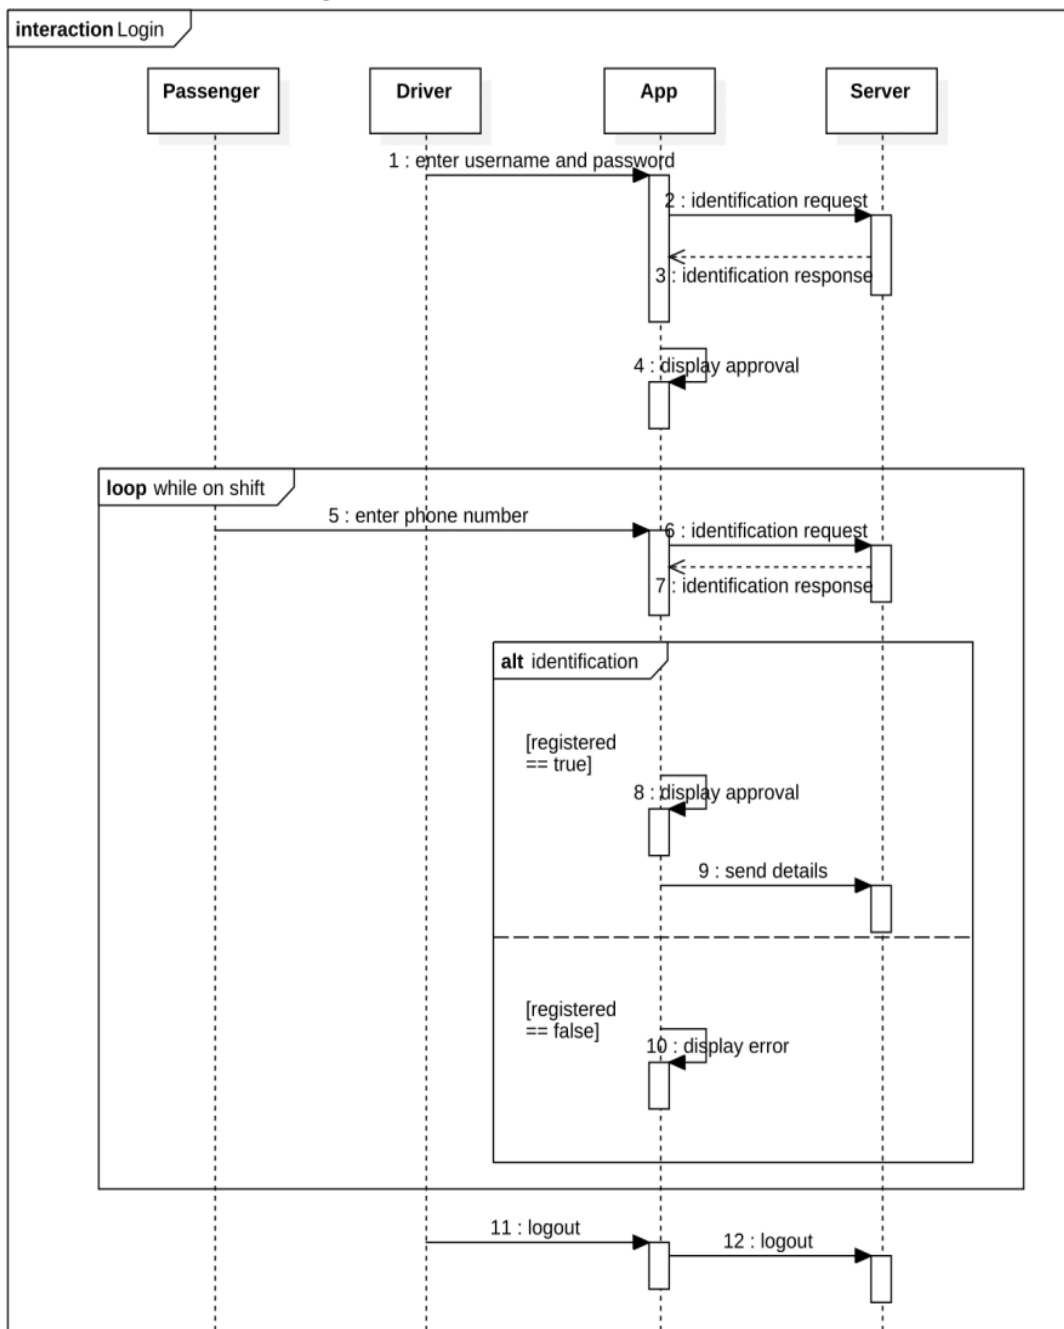 interaction Login
Passenger
Driver
App
Server
1 : enter username and password
2 : identification request
3 : identification response
4 : display approval
loop while on shift
5 : enter phone number
6 : identification request
7 : identification response
alt identification
[registered
== true]
8 : display approval
9 : send details
[registered
== false]
10 : display error
11 : logout
12 : logout